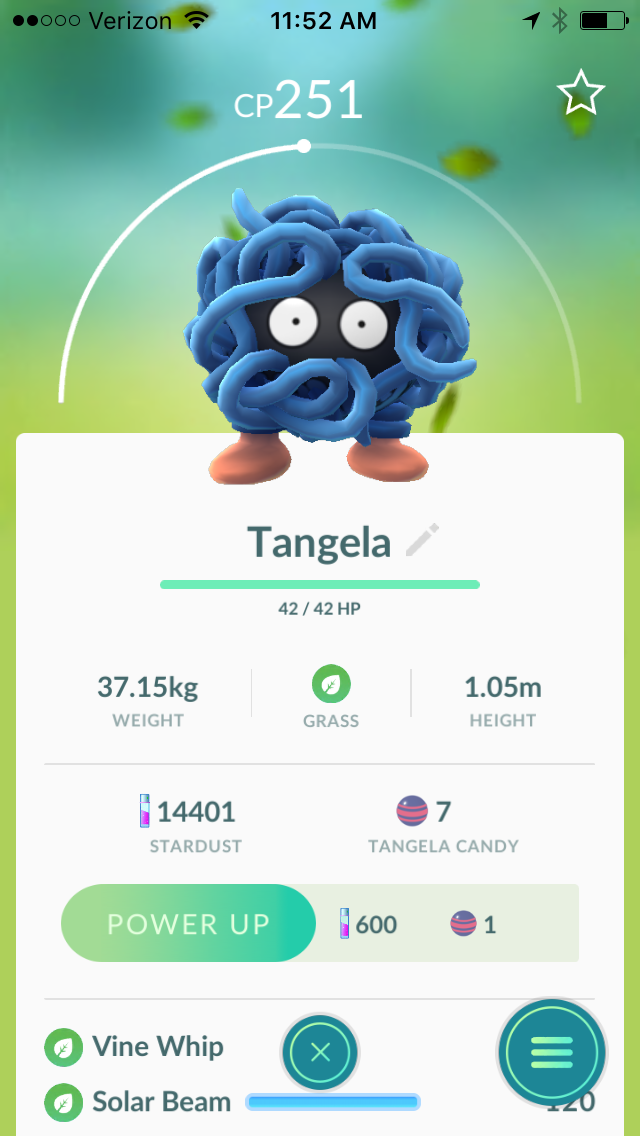 Verizon 11:52 AM
CP251
Tangela
42 / 42 HP
37.15kg GRASS 1.05m
WEIGHT HEIGHT
14401 7
STARDUST TANGELA CANDY
POWER UP 600 1
Vine Whip
Solar Beam 120